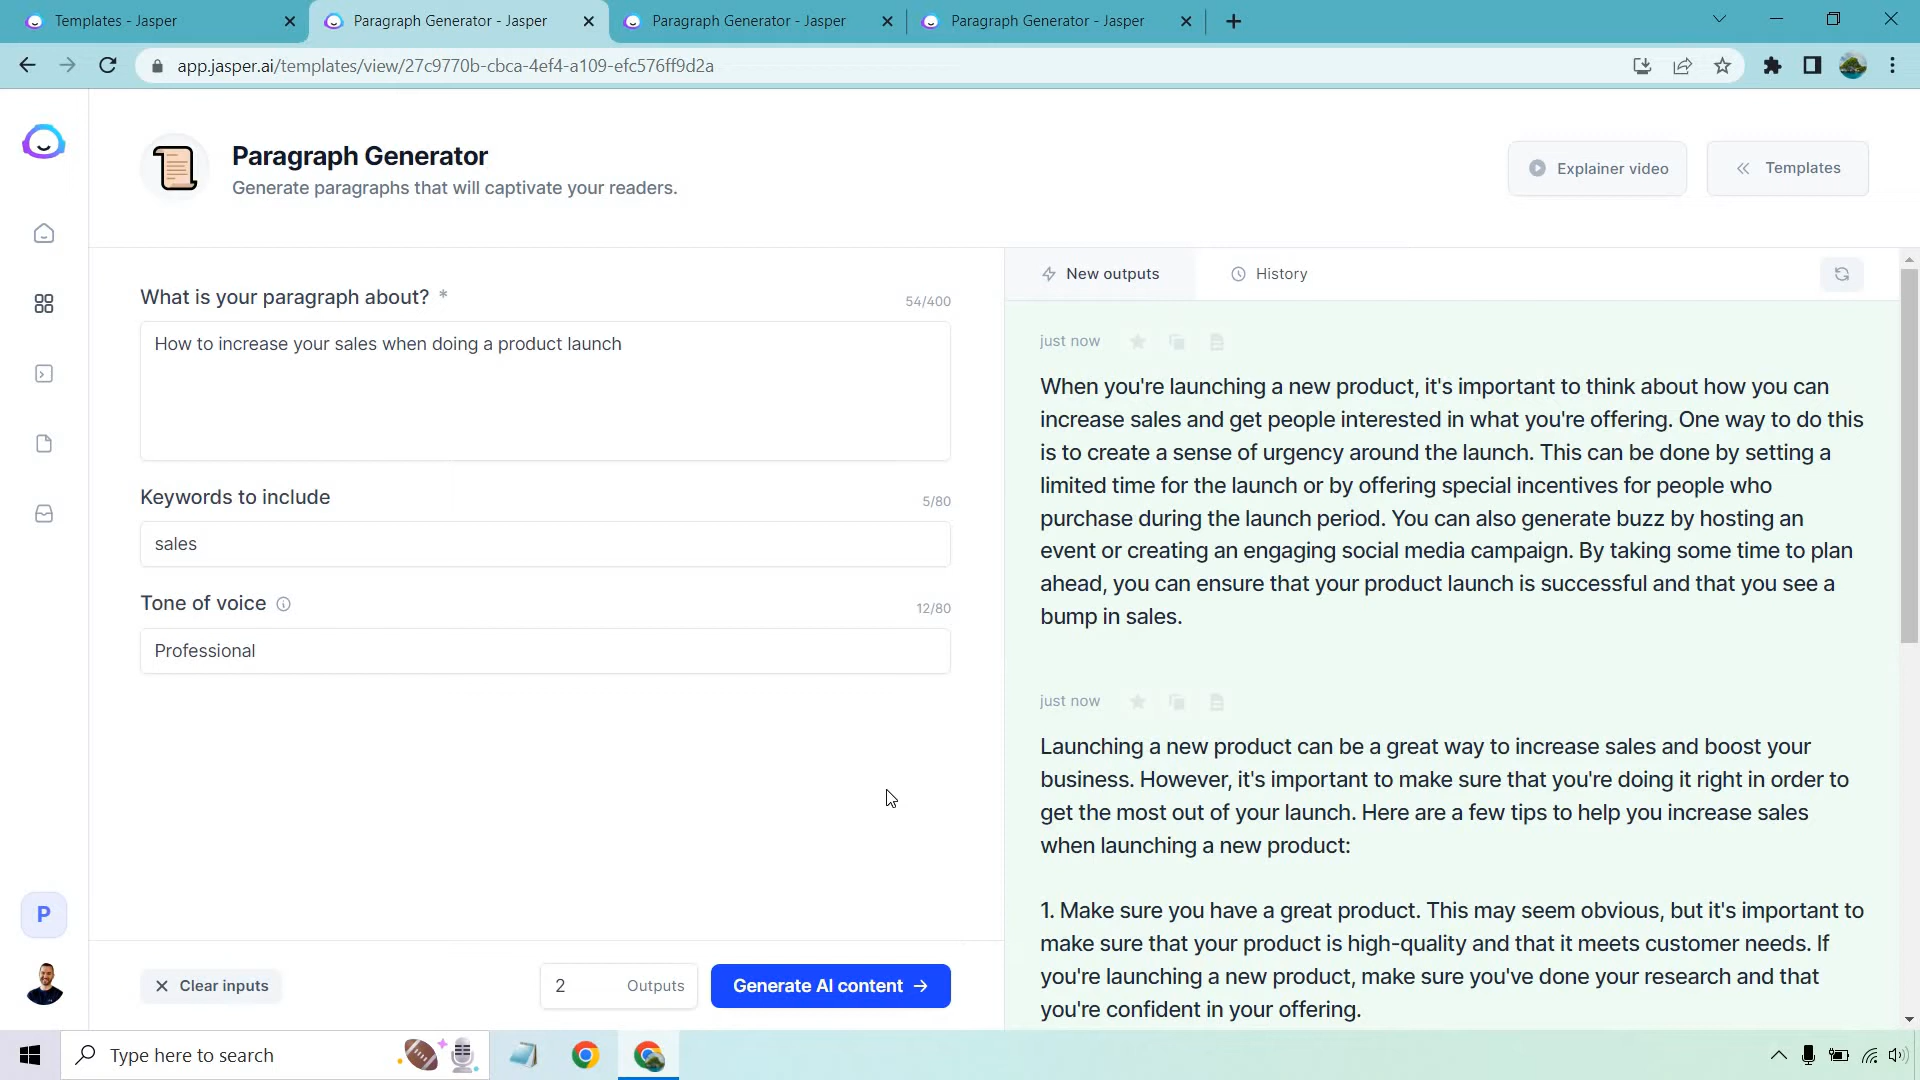 Templates - Jasper
Paragraph Generator - Jasper
Paragraph Generator - Jasper
Paragraph Generator - Jasper
app.jasper.ai/templates/view/27c9770b-cbca-4ef4-a109-efc576ff9d2a
Paragraph Generator
Generate paragraphs that will captivate your readers.
Explainer video
Templates
What is your paragraph about? *
54/400
How to increase your sales when doing a product launch
Keywords to include
5/80
sales
Tone of voice
12/80
Professional
Clear inputs
2 Outputs
Generate AI content →
P
New outputs
History
just now
When you're launching a new product, it's important to think about how you can
increase sales and get people interested in what you're offering. One way to do this
is to create a sense of urgency around the launch. This can be done by setting a
limited time for the launch or by offering special incentives for people who
purchase during the launch period. You can also generate buzz by hosting an
event or creating an engaging social media campaign. By taking some time to plan
ahead, you can ensure that your product launch is successful and that you see a
bump in sales.
just now
Launching a new product can be a great way to increase sales and boost your
business. However, it's important to make sure that you're doing it right in order to
get the most out of your launch. Here are a few tips to help you increase sales
when launching a new product:
1. Make sure you have a great product. This may seem obvious, but it's important to
make sure that your product is high-quality and that it meets customer needs. If
you're launching a new product, make sure you've done your research and that
you're confident in your offering.
Type here to search